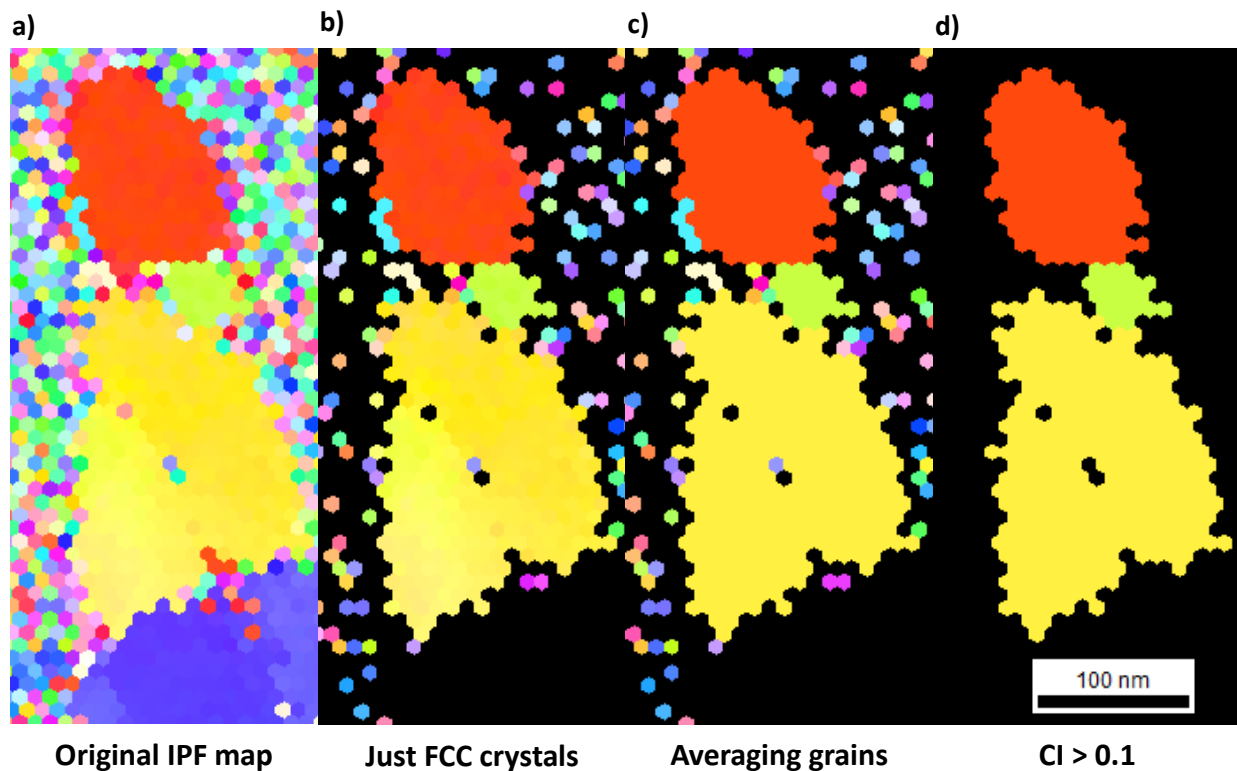 a)
b)
c)
d)
100 nm
Original IPF map
Just FCC crystals
Averaging grains
CI > 0.1